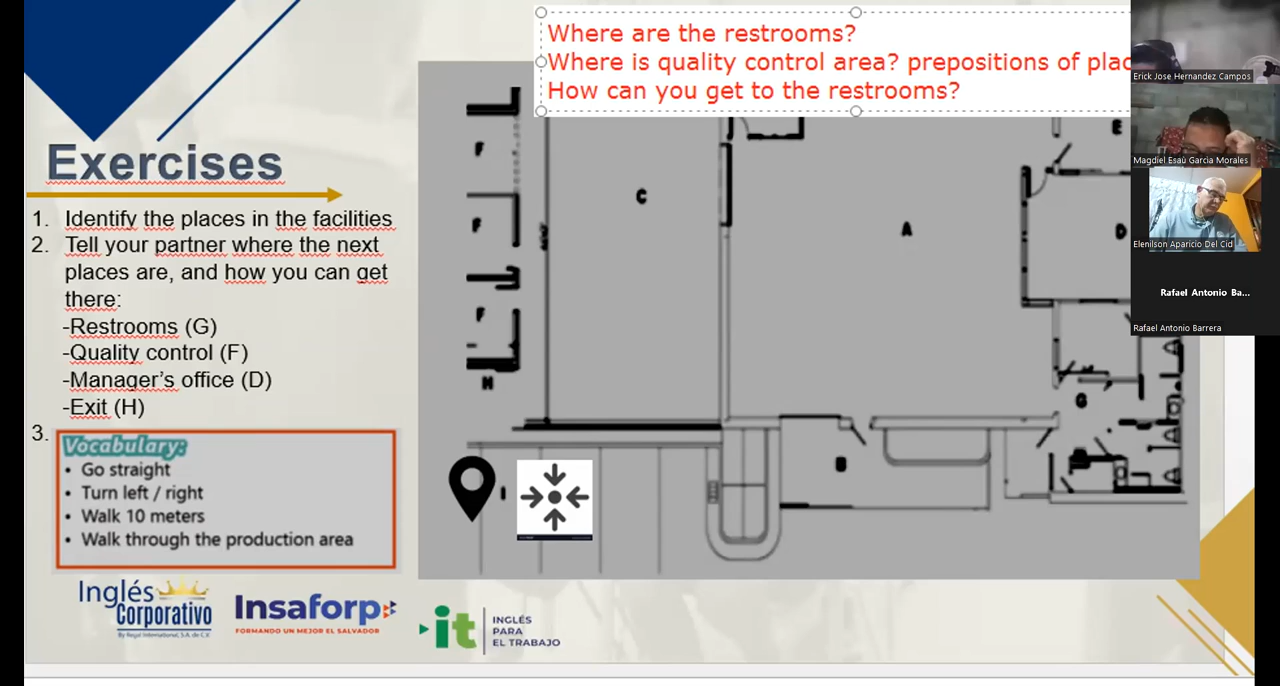 Where are the restrooms?
Where is quality control area? prepositions of plac
How can you get to the restrooms?
Exercises
1. Identify the places in the facilities
2. Tell your partner where the next
places are, and how you can get
there:
-Restrooms (G)
-Quality control (F)
-Manager's office (D)
-Exit (H)
3.
Vocabulary:
• Go straight
• Turn left / right
• Walk 10 meters
• Walk through the production area
F
F
F
H
C
A
E
D
G
I
Inglés
Corporativo
By Royal International, S.A. de C.V.
Insaforp
FORMANDO UN MEJOR EL SALVADOR
it
INGLÉS
PARA
EL TRABAJO
Erick Jose Hernandez Campos
Magdiel Esaú Garcia Morales
Elenilson Aparicio Del Cid
Rafael Antonio Ba...
Rafael Antonio Barrera